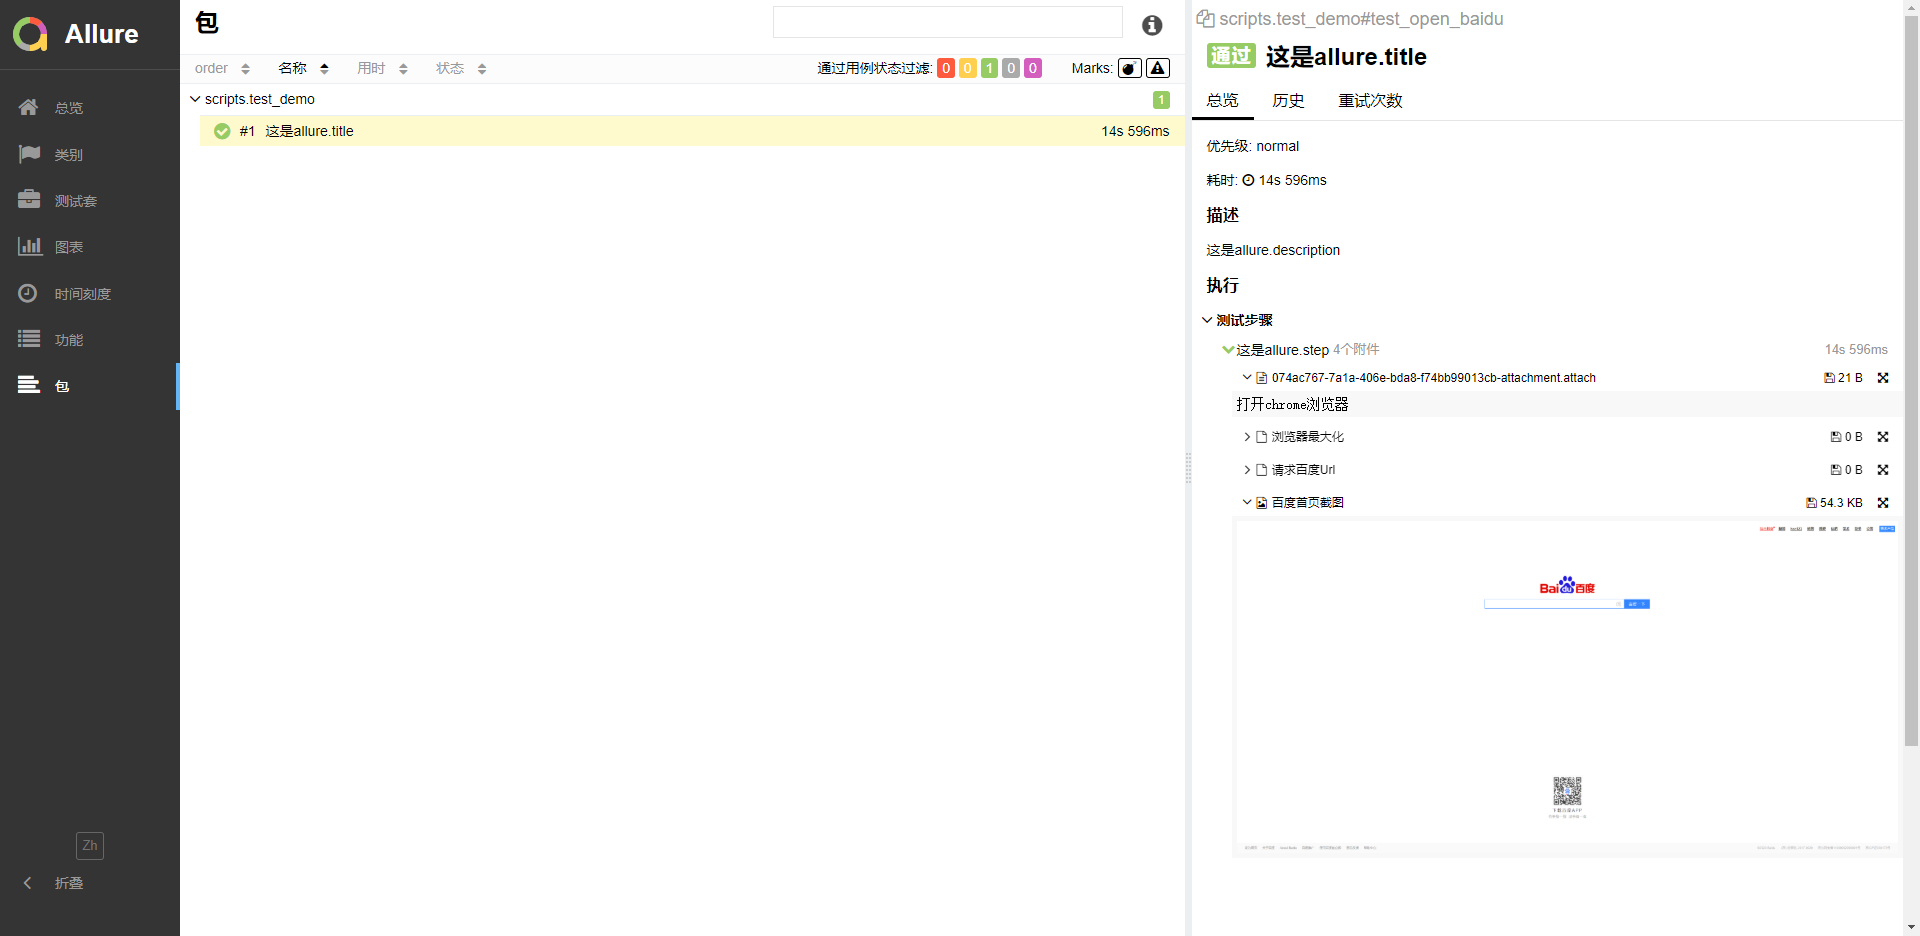 Allure
总览
类别
测试套
图表
时间刻度
功能
包
Zh
折叠
包
order 名称 用时 状态 通过用例状态过滤: 0 0 1 0 0 Marks:
scripts.test_demo 1
#1 这是allure.title 14s 596ms
scripts.test_demo#test_open_baidu
通过 这是allure.title
总览 历史 重试次数
优先级: normal
耗时: 14s 596ms
描述
这是allure.description
执行
测试步骤
这是allure.step 4个附件 14s 596ms
074ac767-7a1a-406e-bda8-f74bb99013cb-attachment.attach 21 B
打开chrome浏览器
浏览器最大化 0 B
请求百度Url 0 B
百度首页截图 54.3 KB
Bai du 百度